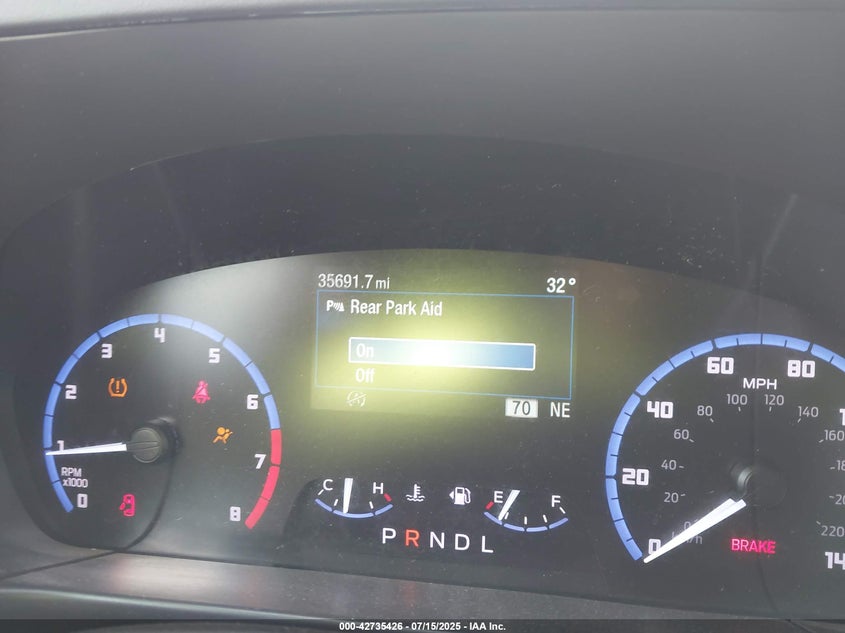 35691.7 mi 32°
P Rear Park Aid
On
Off
70 NE
0 1 2 3 4 5 6 7 8
RPM
x1000
C H E F
P R N D L
0 20 40 60 80
MPH
0 20 40 60 80 100 120 140 160
220
BRAKE
14
000-42735426 - 07/15/2025 - IAA Inc.